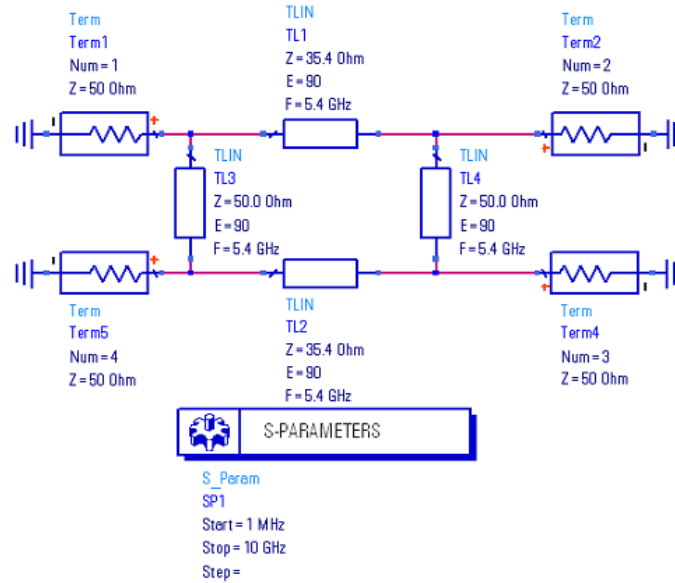 Term
Term1
Num=1
Z=50 Ohm
TLIN
TL1
Z=35.4 Ohm
E=90
F=5.4 GHz
Term
Term2
Num=2
Z=50 Ohm
TLIN
TL3
Z=50.0 Ohm
E=90
F=5.4 GHz
TLIN
TL4
Z=50.0 Ohm
E=90
F=5.4 GHz
Term
Term5
Num=4
Z=50 Ohm
TLIN
TL2
Z=35.4 Ohm
E=90
F=5.4 GHz
Term
Term4
Num=3
Z=50 Ohm
S-PARAMETERS
S_Param
SP1
Start=1 MHz
Stop=10 GHz
Step=